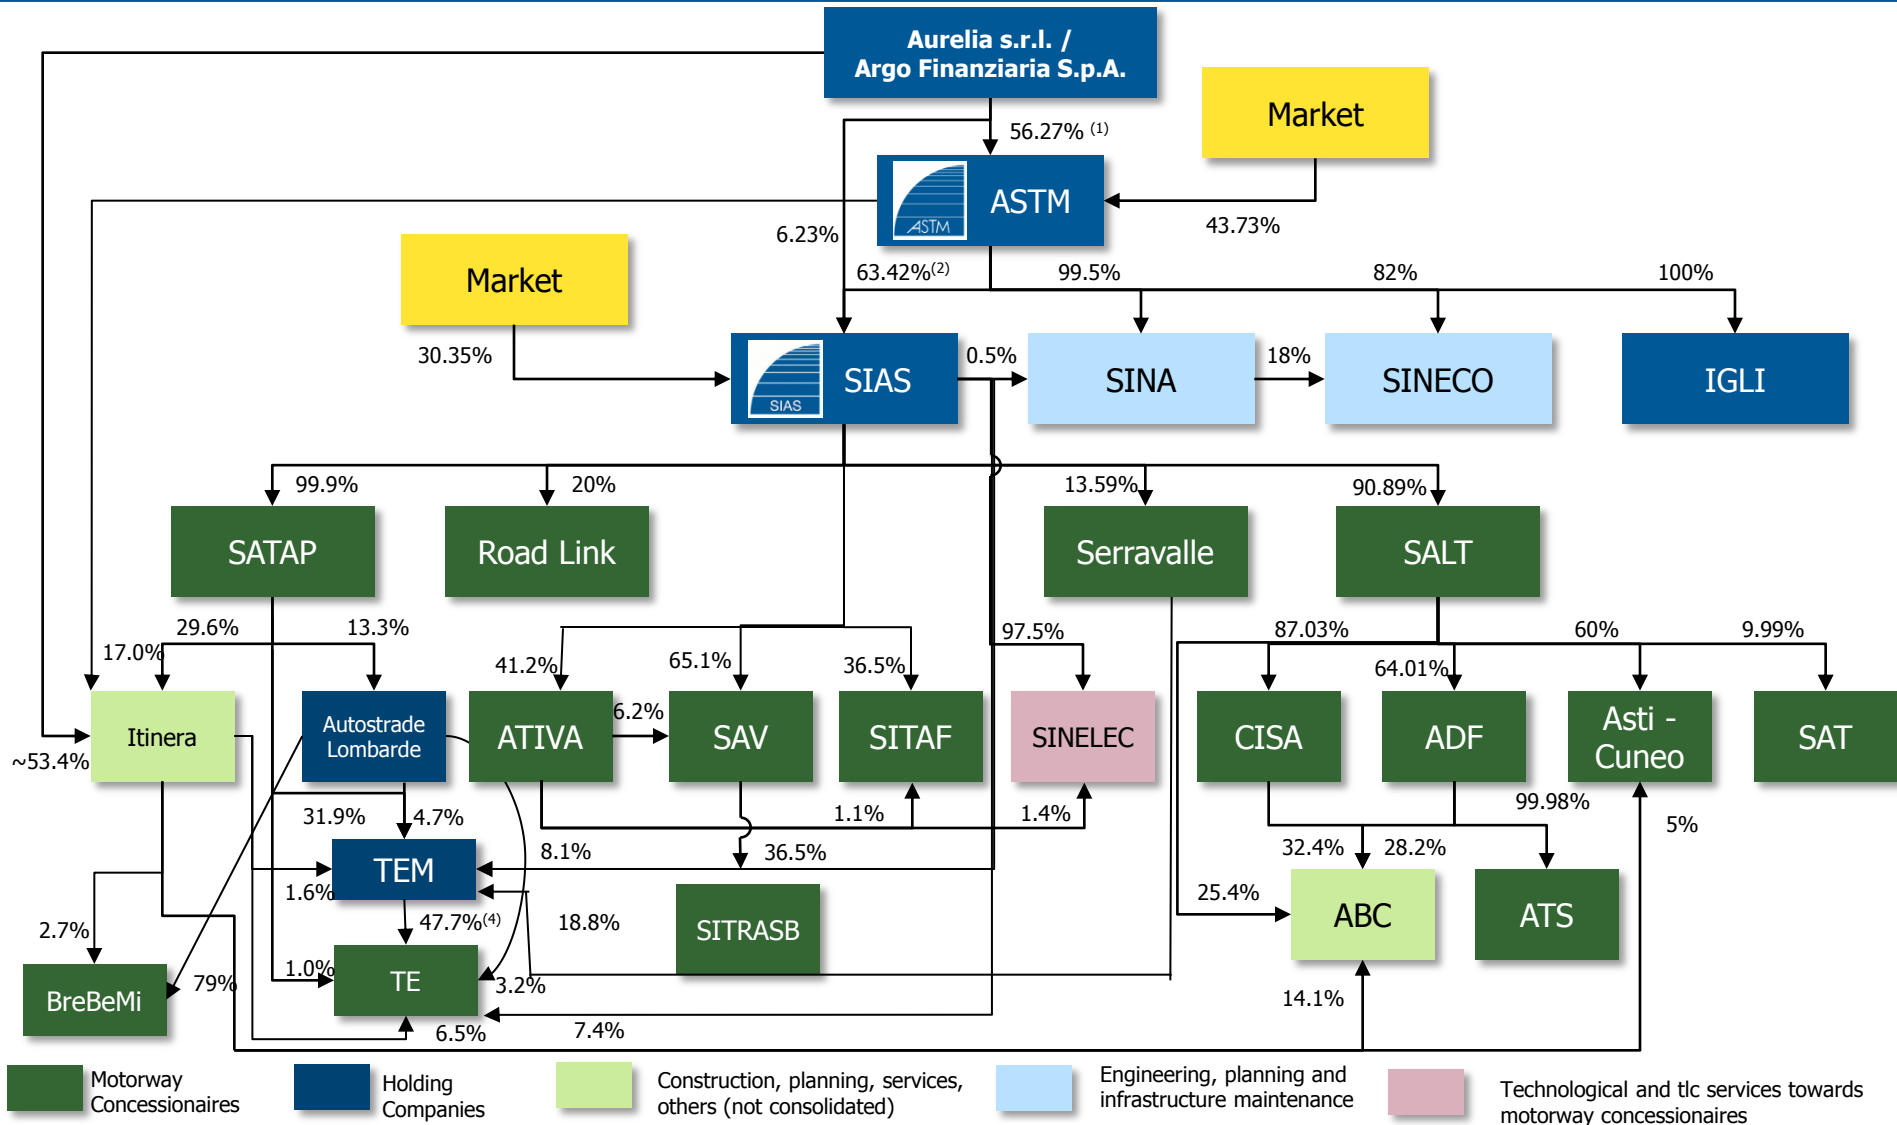 Aurelia s.r.l. /
Argo Finanziaria S.p.A.
Market
56.27% (1)
ASTM
ASTM
6.23%
43.73%
Market
63.42%(2)
99.5%
82%
100%
30.35%
SIAS
SIAS
0.5%
SINA
18%
SINECO
IGLI
99.9%
20%
13.59%
90.89%
SATAP
Road Link
Serravalle
SALT
29.6%
13.3%
17.0%
41.2%
65.1%
36.5%
97.5%
87.03%
64.01%
60%
9.99%
Itinera
Autostrade
Lombarde
ATIVA
6.2%
SAV
SITAF
SINELEC
CISA
ADF
Asti -
Cuneo
SAT
~53.4%
31.9%
4.7%
1.1%
1.4%
99.98%
5%
TEM
8.1%
36.5%
32.4%
28.2%
1.6%
25.4%
47.7%(4)
18.8%
SITRASB
ABC
ATS
2.7%
1.0%
TE
3.2%
BreBeMi
79%
14.1%
6.5%
7.4%
Motorway
Concessionaires
Holding
Companies
Construction, planning, services,
others (not consolidated)
Engineering, planning and
infrastructure maintenance
Technological and tlc services towards
motorway concessionaires